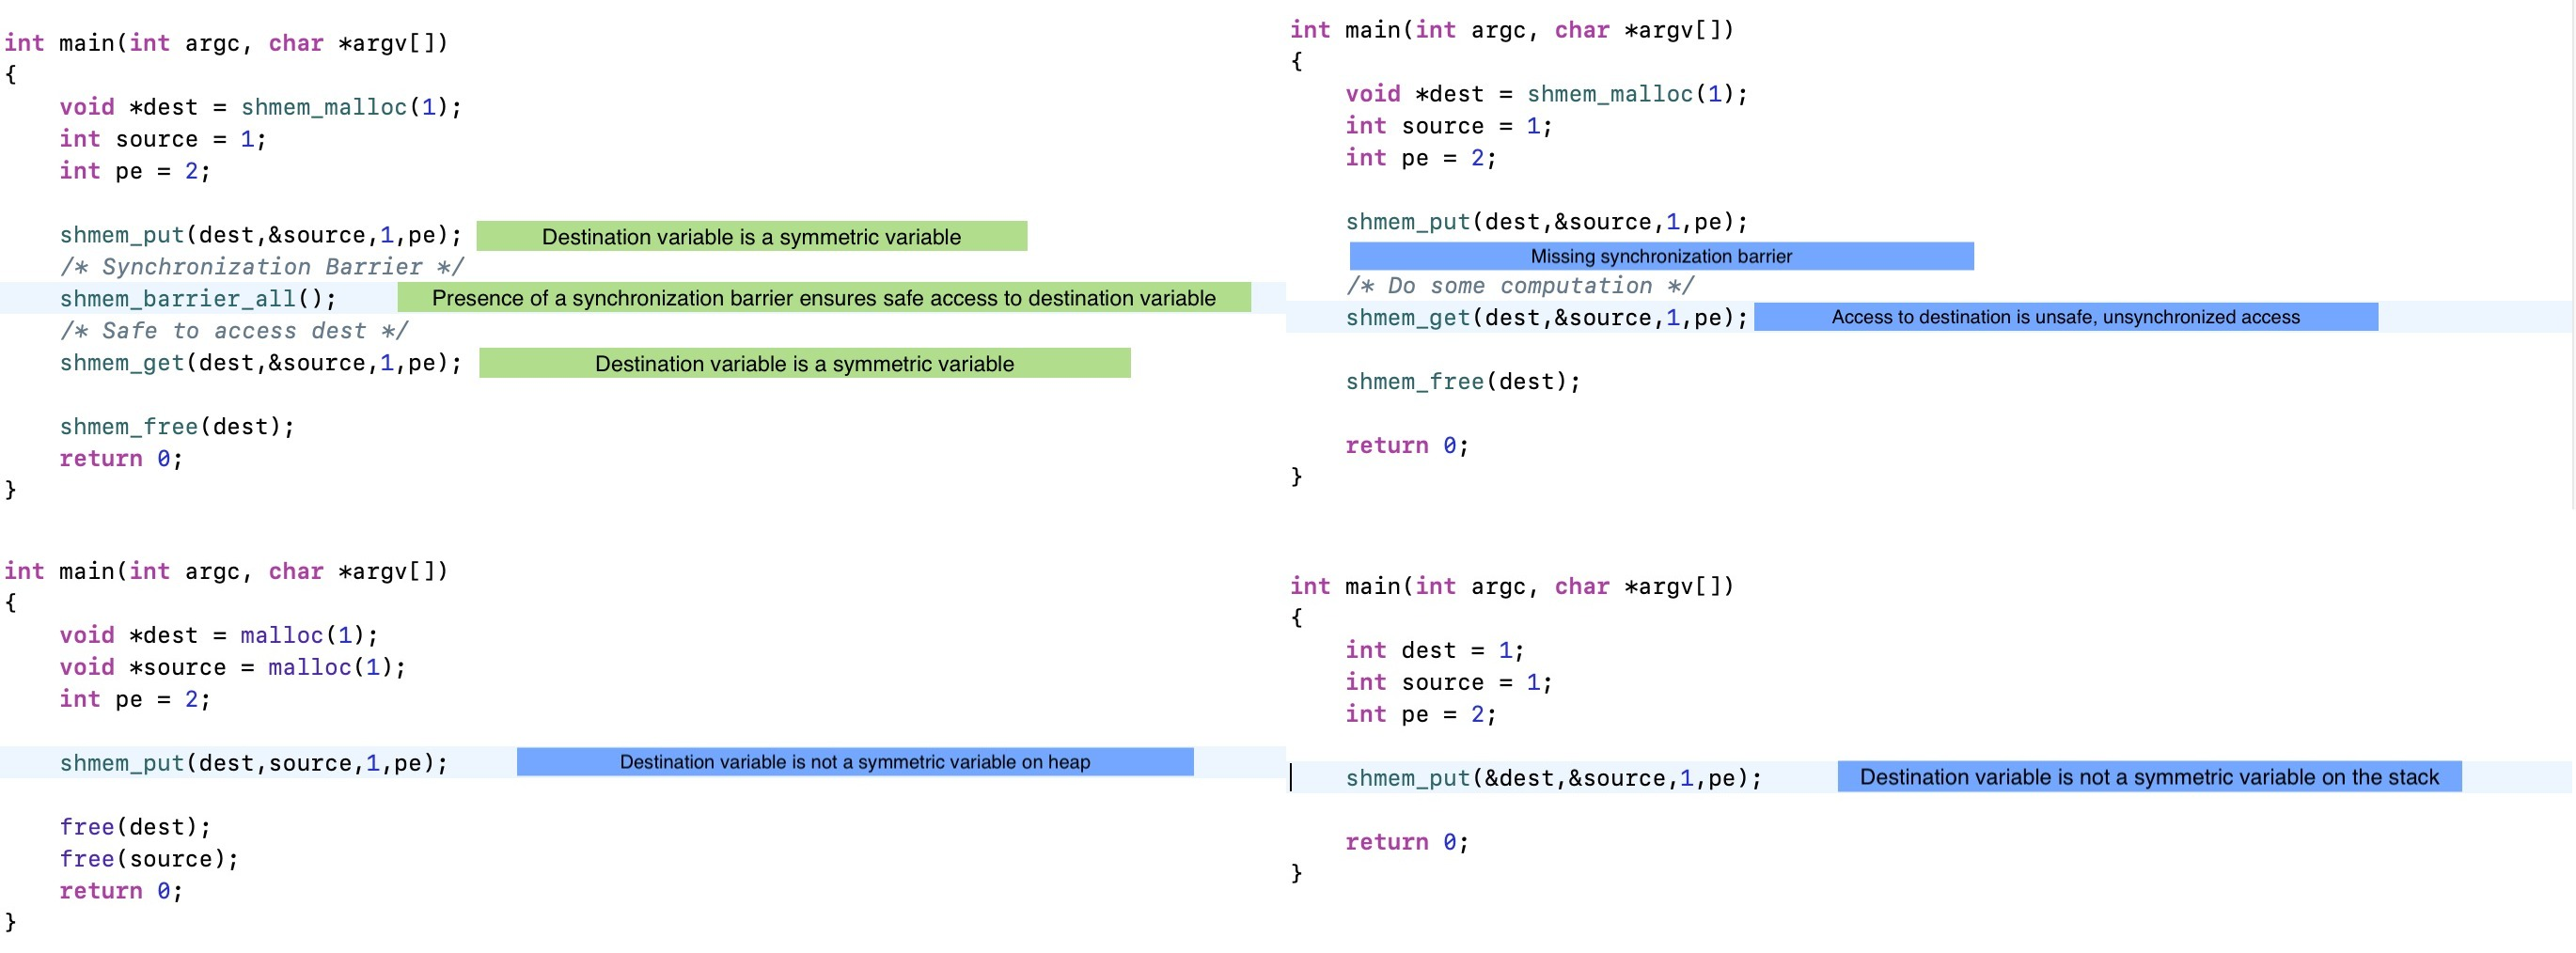 int main(int argc, char *argv[])
{
    void *dest = shmem_malloc(1);
    int source = 1;
    int pe = 2;
    shmem_put(dest,&source,1,pe); Destination variable is a symmetric variable
    /* Synchronization Barrier */
    shmem_barrier_all(); Presence of a synchronization barrier ensures safe access to destination variable
    /* Safe to access dest */
    shmem_get(dest,&source,1,pe); Destination variable is a symmetric variable
    shmem_free(dest);
    return 0;
}
int main(int argc, char *argv[])
{
    void *dest = shmem_malloc(1);
    int source = 1;
    int pe = 2;
    shmem_put(dest,&source,1,pe);
    Missing synchronization barrier
    /* Do some computation */
    shmem_get(dest,&source,1,pe); Access to destination is unsafe, unsynchronized access
    shmem_free(dest);
    return 0;
}
int main(int argc, char *argv[])
{
    void *dest = malloc(1);
    void *source = malloc(1);
    int pe = 2;
    shmem_put(dest,source,1,pe); Destination variable is not a symmetric variable on heap
    free(dest);
    free(source);
    return 0;
}
int main(int argc, char *argv[])
{
    int dest = 1;
    int source = 1;
    int pe = 2;
    shmem_put(&dest,&source,1,pe); Destination variable is not a symmetric variable on the stack
    return 0;
}